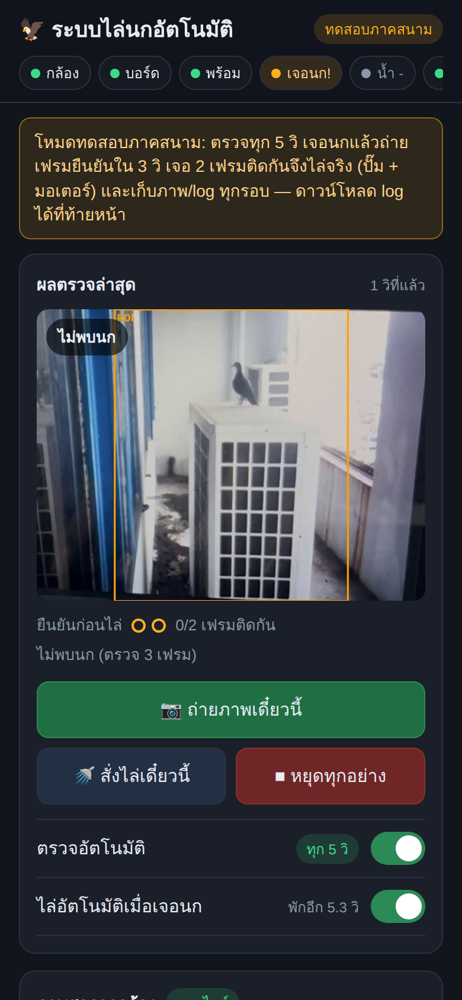 ระบบไล่นกอัตโนมัติ
ทดสอบภาคสนาม
กล้อง
บอร์ด
พร้อม
เจอนก!
น้ำ -
โหมดทดสอบภาคสนาม: ตรวจทุก 5 วิ เจอนกแล้วถ่าย
เฟรมยืนยันใน 3 วิ เจอ 2 เฟรมติดกันจึงไล่จริง (ปั๊ม +
มอเตอร์) และเก็บภาพ/log ทุกรอบ — ดาวน์โหลด log
ได้ที่ท้ายหน้า
ผลตรวจล่าสุด
1 วิที่แล้ว
ROI
ไม่พบนก
ยืนยันก่อนไล่ 0/2 เฟรมติดกัน
ไม่พบนก (ตรวจ 3 เฟรม)
ถ่ายภาพเดี๋ยวนี้
สั่งไล่เดี๋ยวนี้
หยุดทุกอย่าง
ตรวจอัตโนมัติ
ทุก 5 วิ
ไล่อัตโนมัติเมื่อเจอนก
พักอีก 5.3 วิ